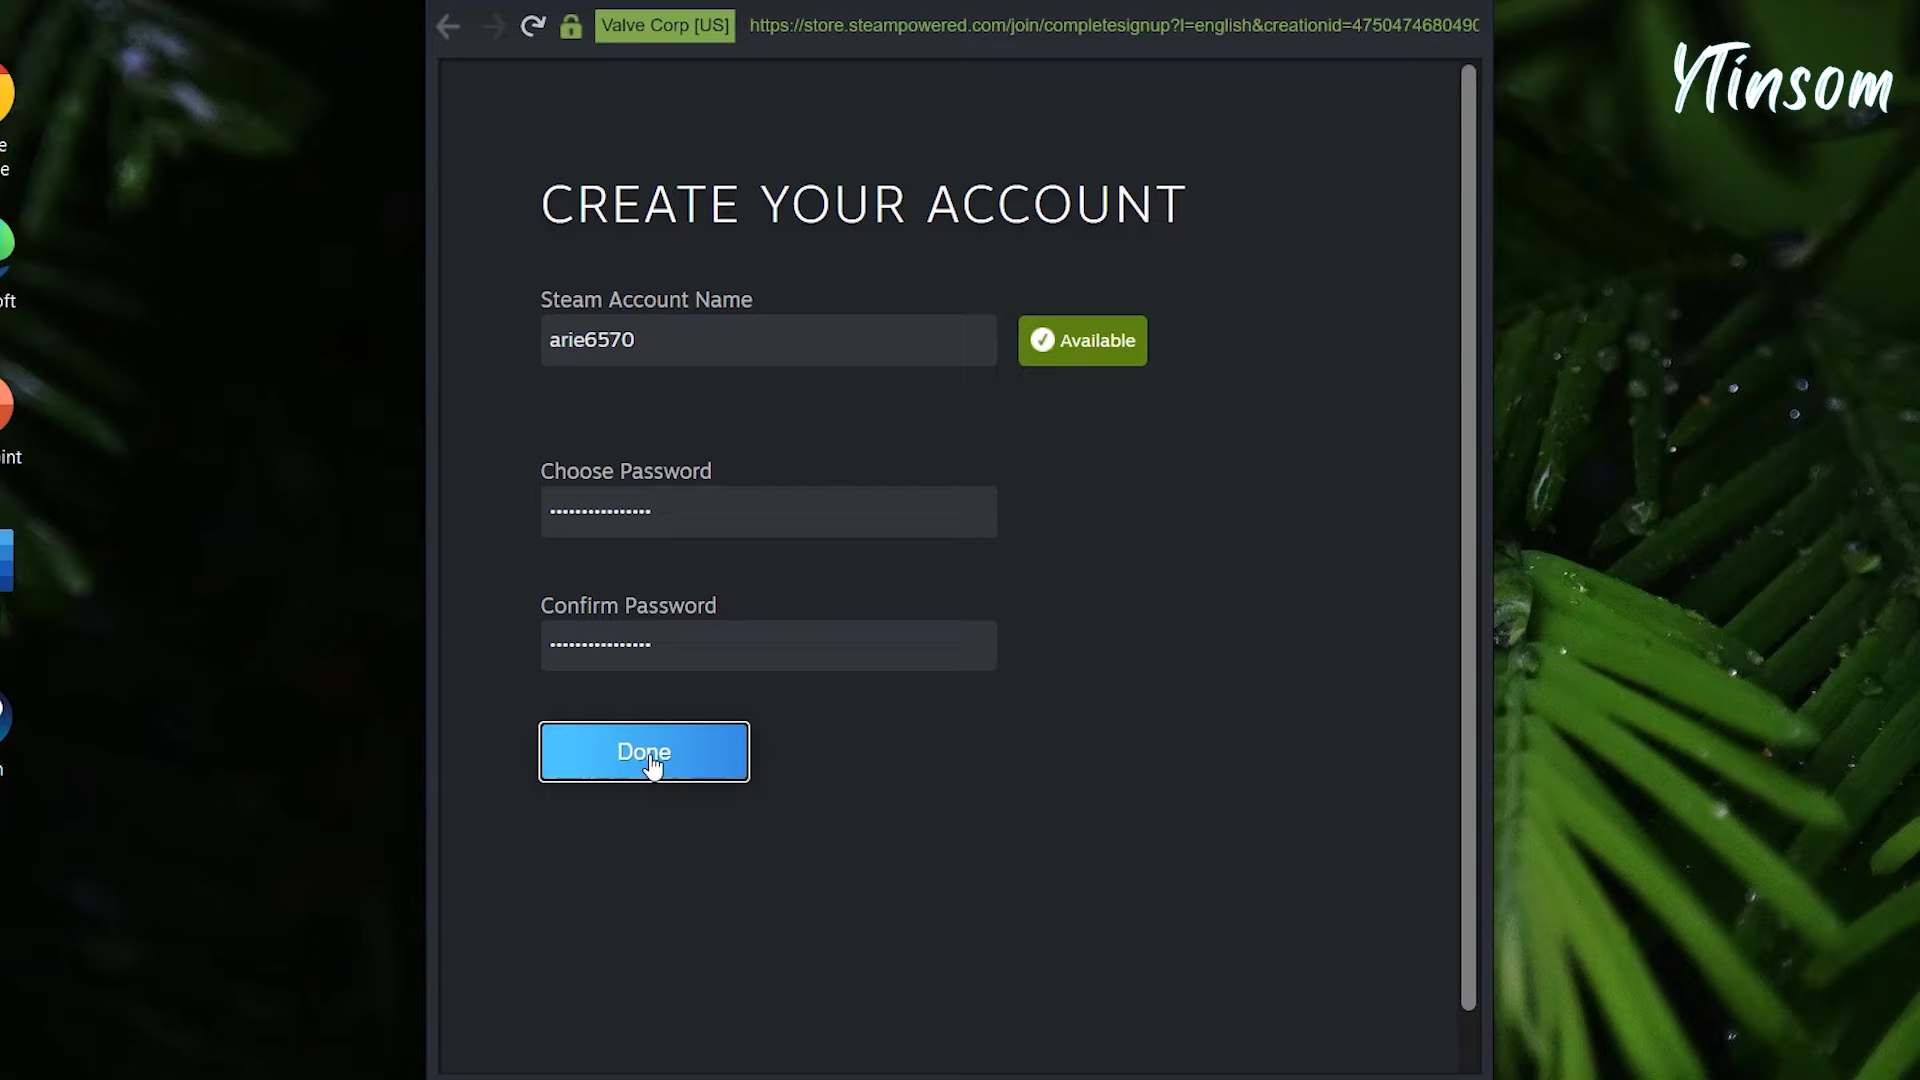 Valve Corp [US] https://store.steampowered.com/join/completesignup?l=english&creationid=4750474680490
YTinsom
CREATE YOUR ACCOUNT
Steam Account Name
arie6570
Available
Choose Password
••••••••••••••••
Confirm Password
••••••••••••••••
Done
e
e
oft
int
n